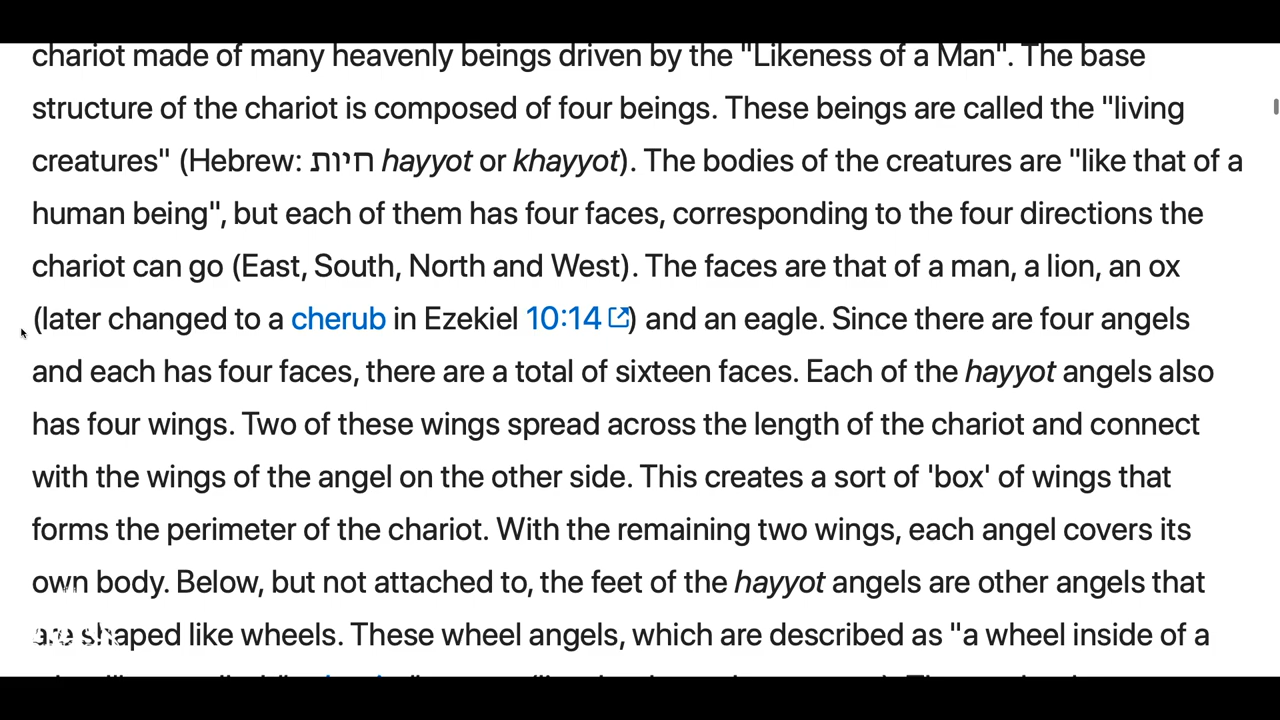 chariot made of many heavenly beings driven by the "Likeness of a Man". The base
structure of the chariot is composed of four beings. These beings are called the "living
creatures" (Hebrew: חיות hayyot or khayyot). The bodies of the creatures are "like that of a
human being", but each of them has four faces, corresponding to the four directions the
chariot can go (East, South, North and West). The faces are that of a man, a lion, an ox
(later changed to a cherub in Ezekiel 10:14) and an eagle. Since there are four angels
and each has four faces, there are a total of sixteen faces. Each of the hayyot angels also
has four wings. Two of these wings spread across the length of the chariot and connect
with the wings of the angel on the other side. This creates a sort of 'box' of wings that
forms the perimeter of the chariot. With the remaining two wings, each angel covers its
own body. Below, but not attached to, the feet of the hayyot angels are other angels that
are shaped like wheels. These wheel angels, which are described as "a wheel inside of a